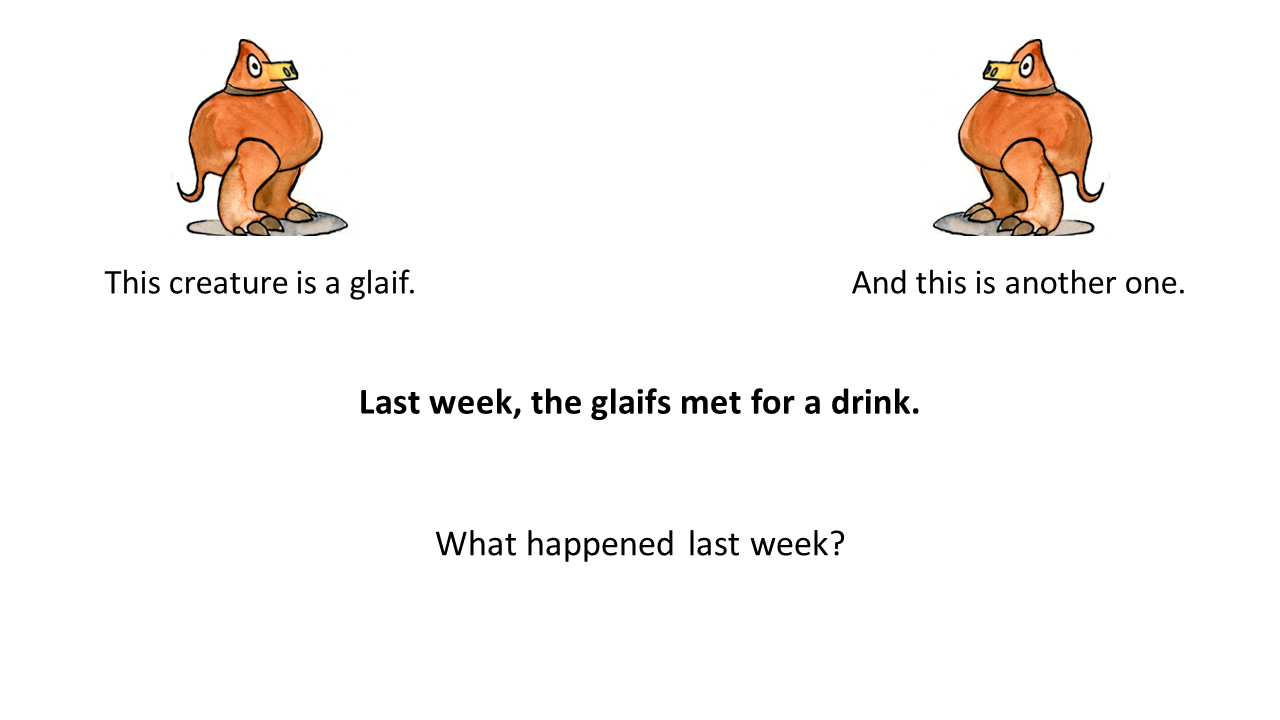 This creature is a glaif.
And this is another one.
Last week, the glaifs met for a drink.
What happened last week?